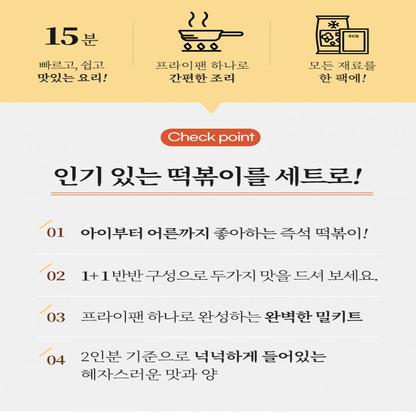 15분
빠르고, 쉽고
맛있는 요리!
프라이팬 하나로
간편한 조리
모든 재료를
한 팩에!
Check point
인기 있는 떡볶이를 세트로!
01 아이부터 어른까지 좋아하는 즉석 떡볶이!
02 1+1 반반 구성으로 두가지 맛을 드셔 보세요.
03 프라이팬 하나로 완성하는 완벽한 밀키트
04 2인분 기준으로 넉넉하게 들어있는
혜자스러운 맛과 양